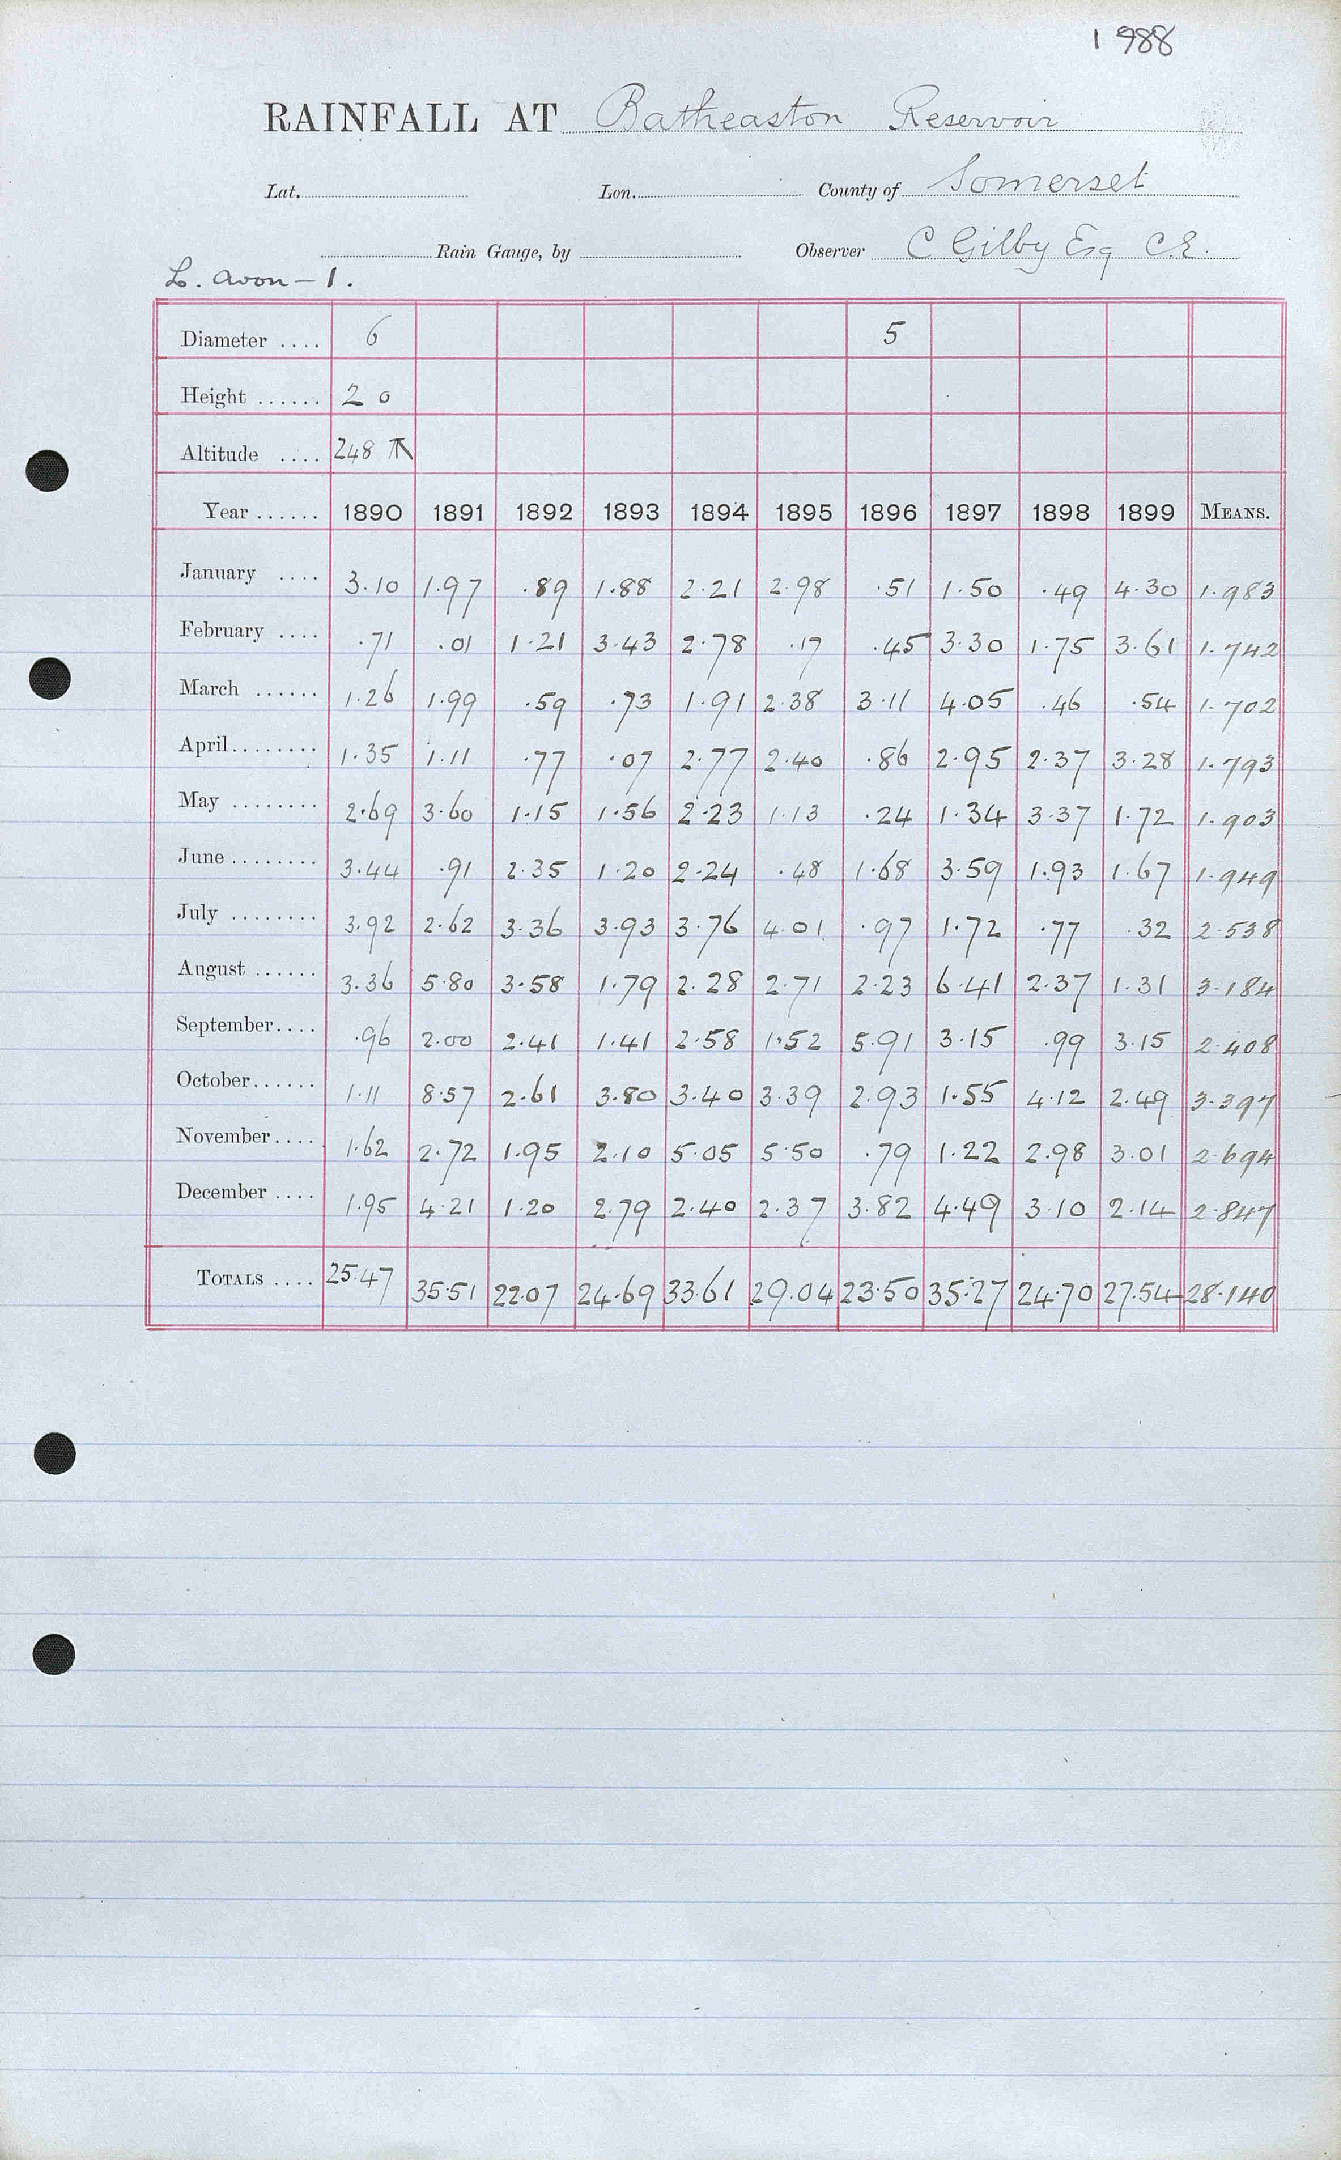 1 988
RAINFALL AT Batheaston Reservoir
Lat. Lon. County of Somerset
Rain Gauge, by Observer C Gilby Esq C.E.
L. Avon – 1.
Diameter .... 6 5
Height ...... 2 0
Altitude .... 248
Year ...... 1890 1891 1892 1893 1894 1895 1896 1897 1898 1899 MEANS.
January .... 3.10 1.97 .89 1.88 2.21 2.98 .51 1.50 .49 4.30 1.983
February .... .71 .01 1.21 3.43 2.78 .17 .45 3.30 1.75 3.61 1.742
March ...... 1.26 1.99 .59 .73 1.91 2.38 3.11 4.05 .46 .54 1.702
April........ 1.35 1.11 .77 .07 2.77 2.40 .86 2.95 2.37 3.28 1.793
May ........ 2.69 3.60 1.15 1.56 2.23 1.13 .24 1.34 3.37 1.72 1.903
June ........ 3.44 .91 2.35 1.20 2.24 .48 1.68 3.59 1.93 1.67 1.949
July ........ 3.92 2.62 3.36 3.93 3.76 4.01 .97 1.72 .77 .32 2.538
August ...... 3.36 5.80 3.58 1.79 2.28 2.71 2.23 6.41 2.37 1.31 3.184
September.... .96 2.00 2.41 1.41 2.58 1.52 5.91 3.15 .99 3.15 2.408
October...... 1.11 8.57 2.61 3.80 3.40 3.39 2.93 1.55 4.12 2.49 3.397
November.... 1.62 2.72 1.95 2.10 5.05 5.50 .79 1.22 2.98 3.01 2.694
December .... 1.95 4.21 1.20 2.79 2.40 2.37 3.82 4.49 3.10 2.14 2.847
TOTALS .... 25.47 35.51 22.07 24.69 33.61 29.04 23.50 35.27 24.70 27.54 28.140